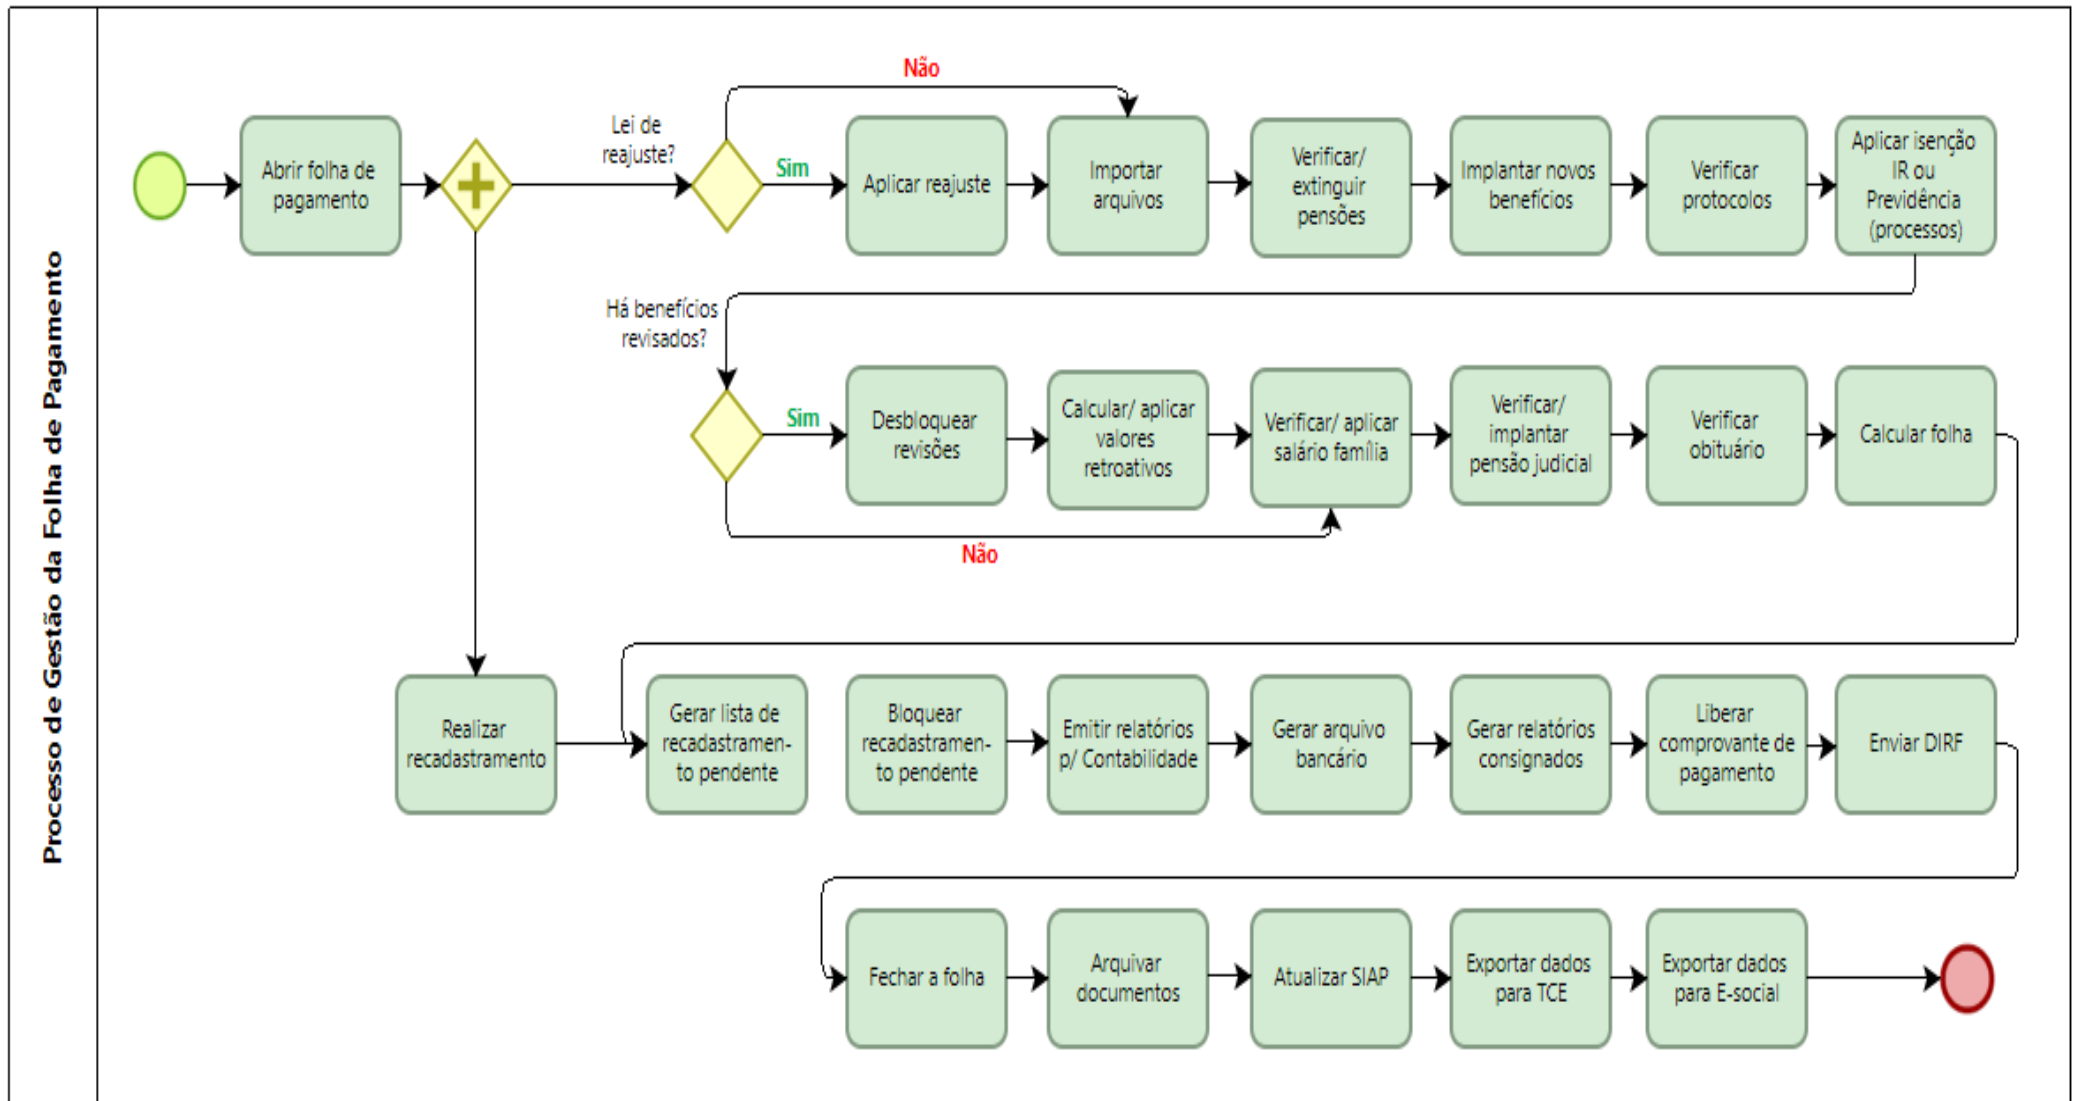 Processo de Gestão da Folha de Pagamento
Não
Abrir folha de
pagamento
Lei de
reajuste?
Sim
Aplicar reajuste
Importar
arquivos
Verificar/
extinguir
pensões
Implantar novos
benefícios
Verificar
protocolos
Aplicar isenção
IR ou
Previdência
(processos)
Há benefícios
revisados?
Sim
Desbloquear
revisões
Calcular/ aplicar
valores
retroativos
Verificar/ aplicar
salário família
Verificar/
implantar
pensão judicial
Verificar
obituário
Calcular folha
Não
Realizar
recadastramento
Gerar lista de
recadastramen-
to pendente
Bloquear
recadastramen-
to pendente
Emitir relatórios
p/ Contabilidade
Gerar arquivo
bancário
Gerar relatórios
consignados
Liberar
comprovante de
pagamento
Enviar DIRF
Fechar a folha
Arquivar
documentos
Atualizar SIAP
Exportar dados
para TCE
Exportar dados
para E-social